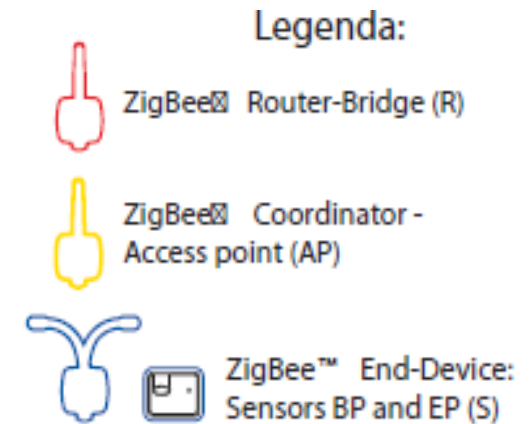 Legenda:
ZigBee⍰ Router-Bridge (R)
ZigBee⍰ Coordinator -
Access point (AP)
ZigBee™ End-Device:
Sensors BP and EP (S)